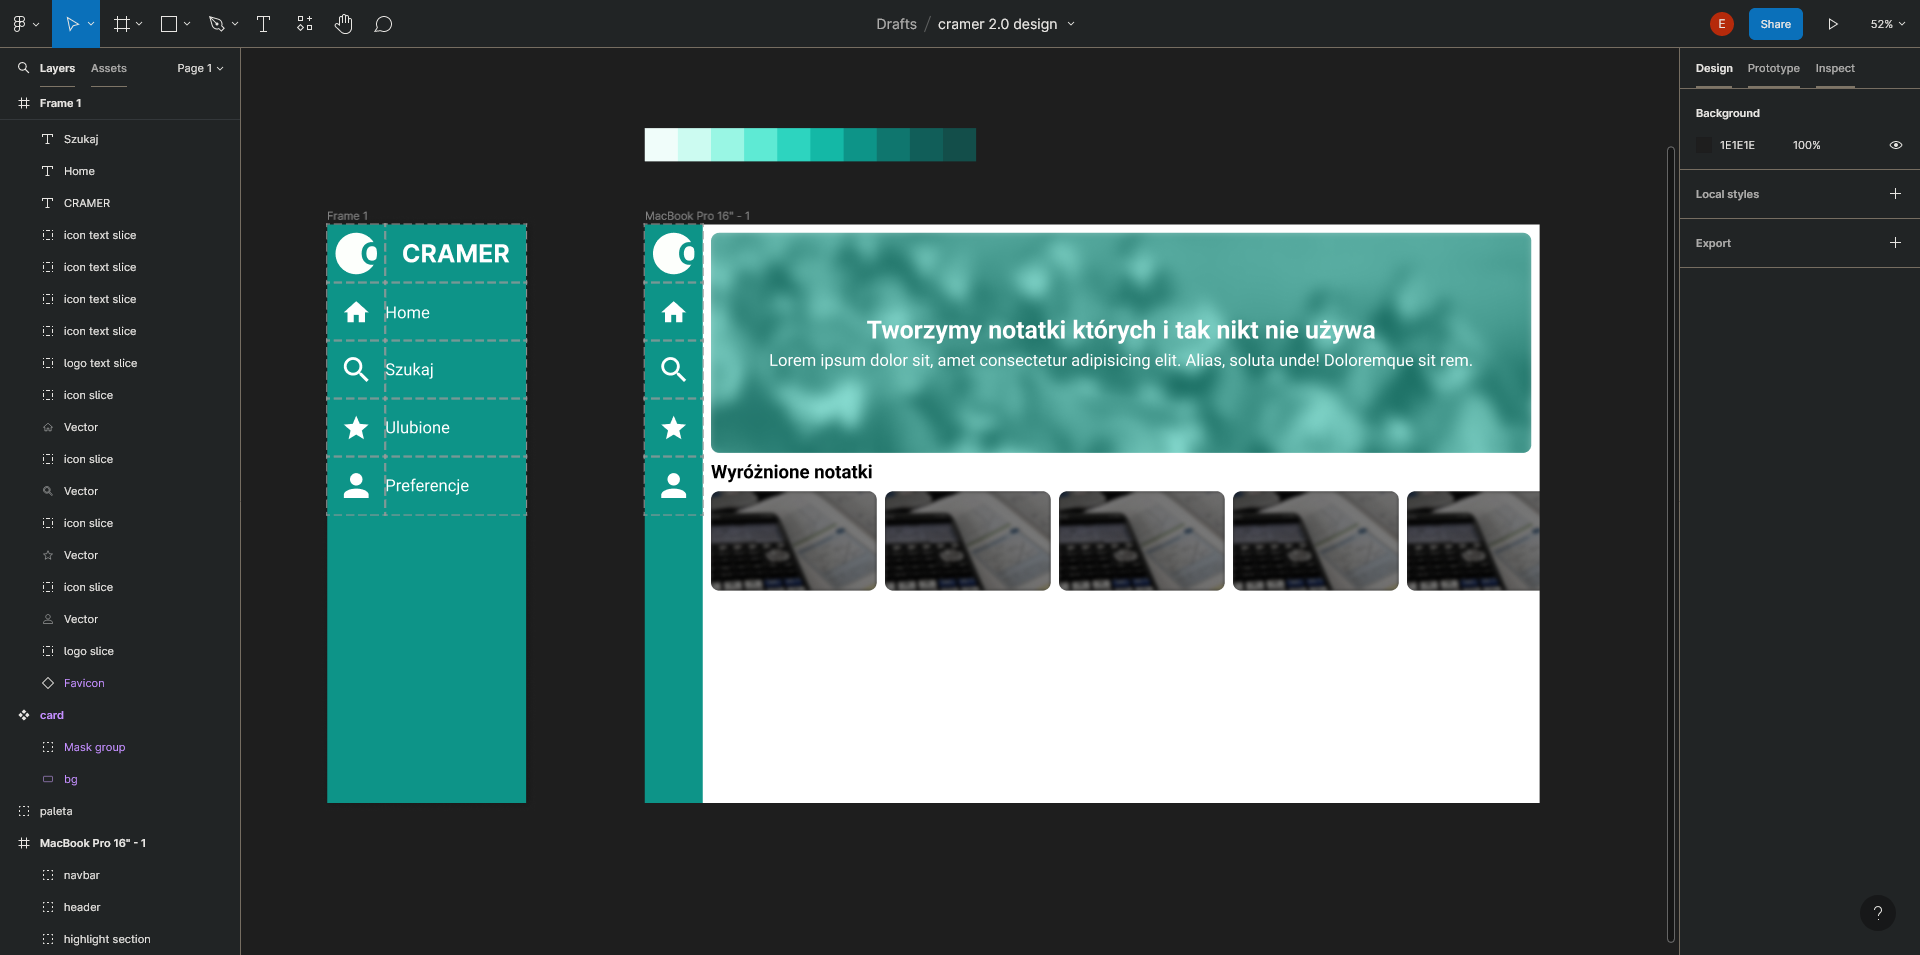 Drafts / cramer 2.0 design
E
Share
52%
Layers
Assets
Page 1
Frame 1
Szukaj
Home
CRAMER
icon text slice
icon text slice
icon text slice
icon text slice
logo text slice
icon slice
Vector
icon slice
Vector
icon slice
Vector
icon slice
Vector
logo slice
Favicon
card
Mask group
bg
paleta
MacBook Pro 16" - 1
navbar
header
highlight section
Frame 1
CRAMER
Home
Szukaj
Ulubione
Preferencje
MacBook Pro 16" - 1
Tworzymy notatki których i tak nikt nie używa
Lorem ipsum dolor sit, amet consectetur adipisicing elit. Alias, soluta unde! Doloremque sit rem.
Wyróżnione notatki
Design
Prototype
Inspect
Background
1E1E1E
100%
Local styles
Export
?